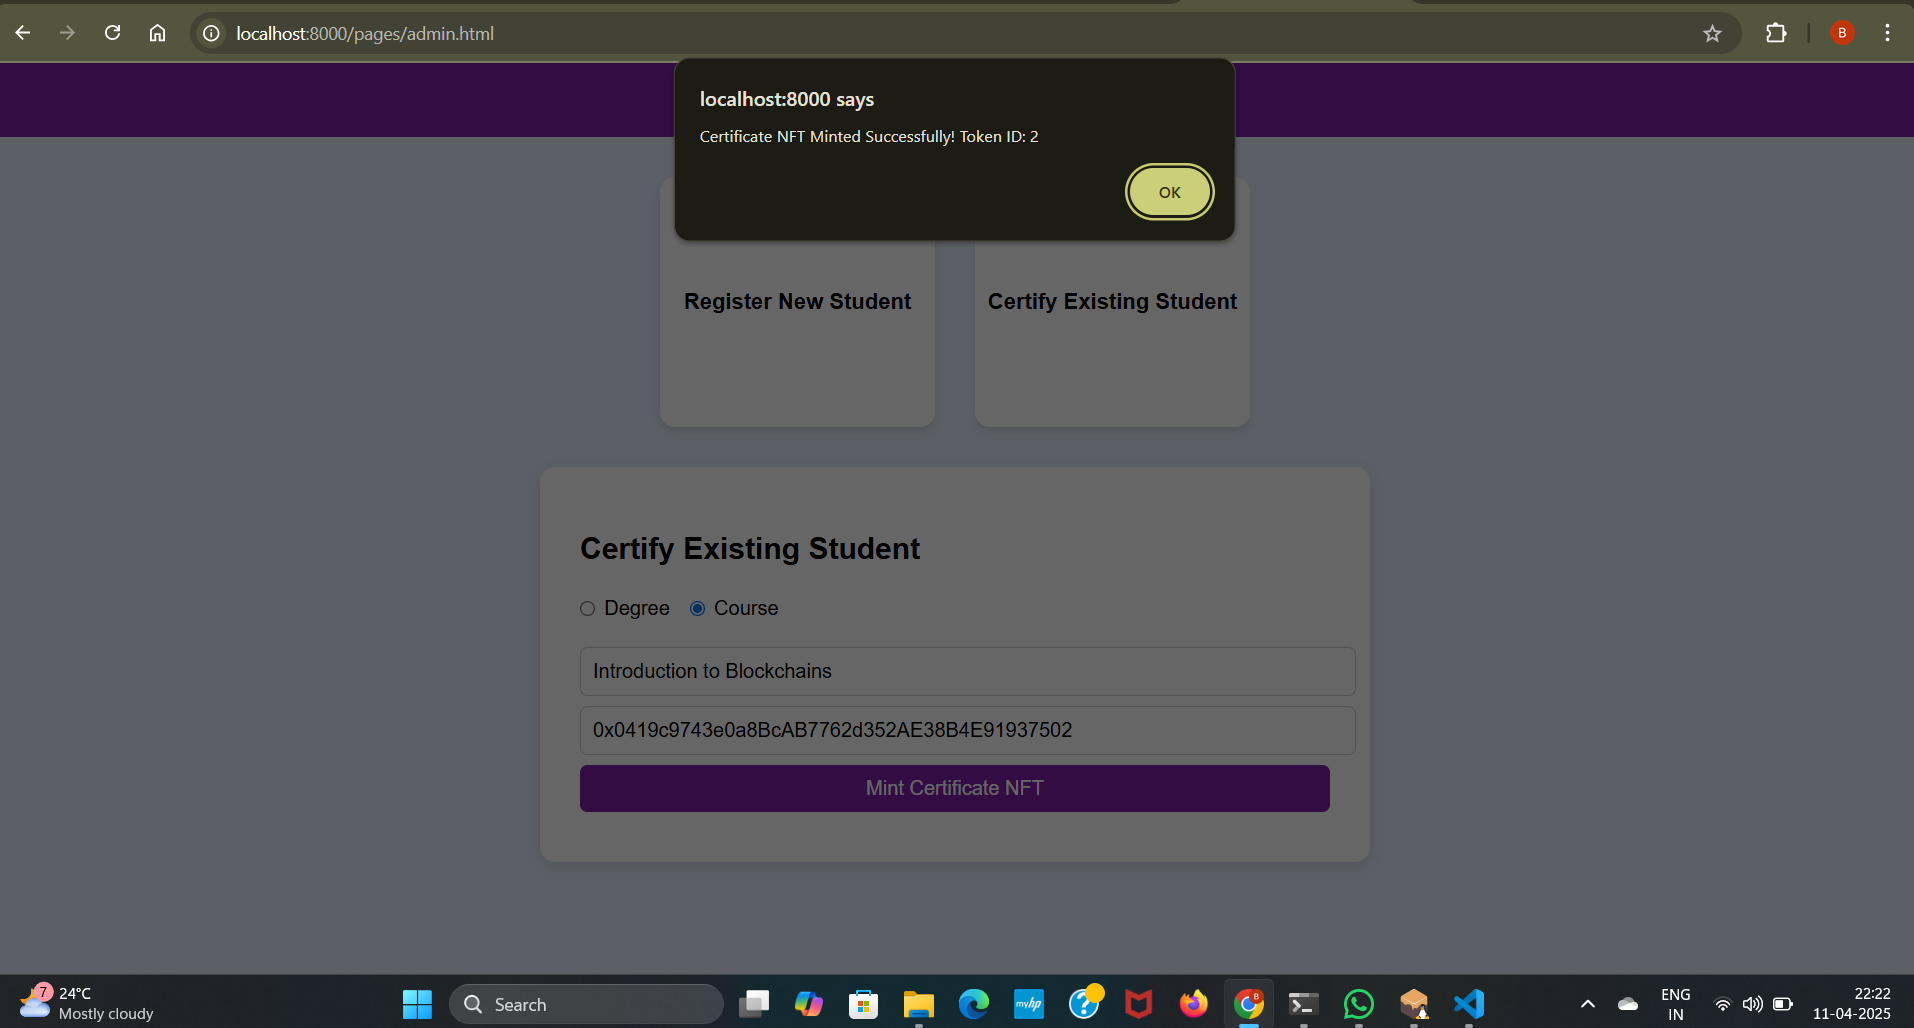 localhost:8000/pages/admin.html
B
localhost:8000 says
Certificate NFT Minted Successfully! Token ID: 2
OK
Register New Student
Certify Existing Student
Certify Existing Student
Degree
Course
Introduction to Blockchains
0x0419c9743e0a8BcAB7762d352AE38B4E91937502
Mint Certificate NFT
7
24°C
Mostly cloudy
Search
myhp
?
B
ENG
IN
22:22
11-04-2025